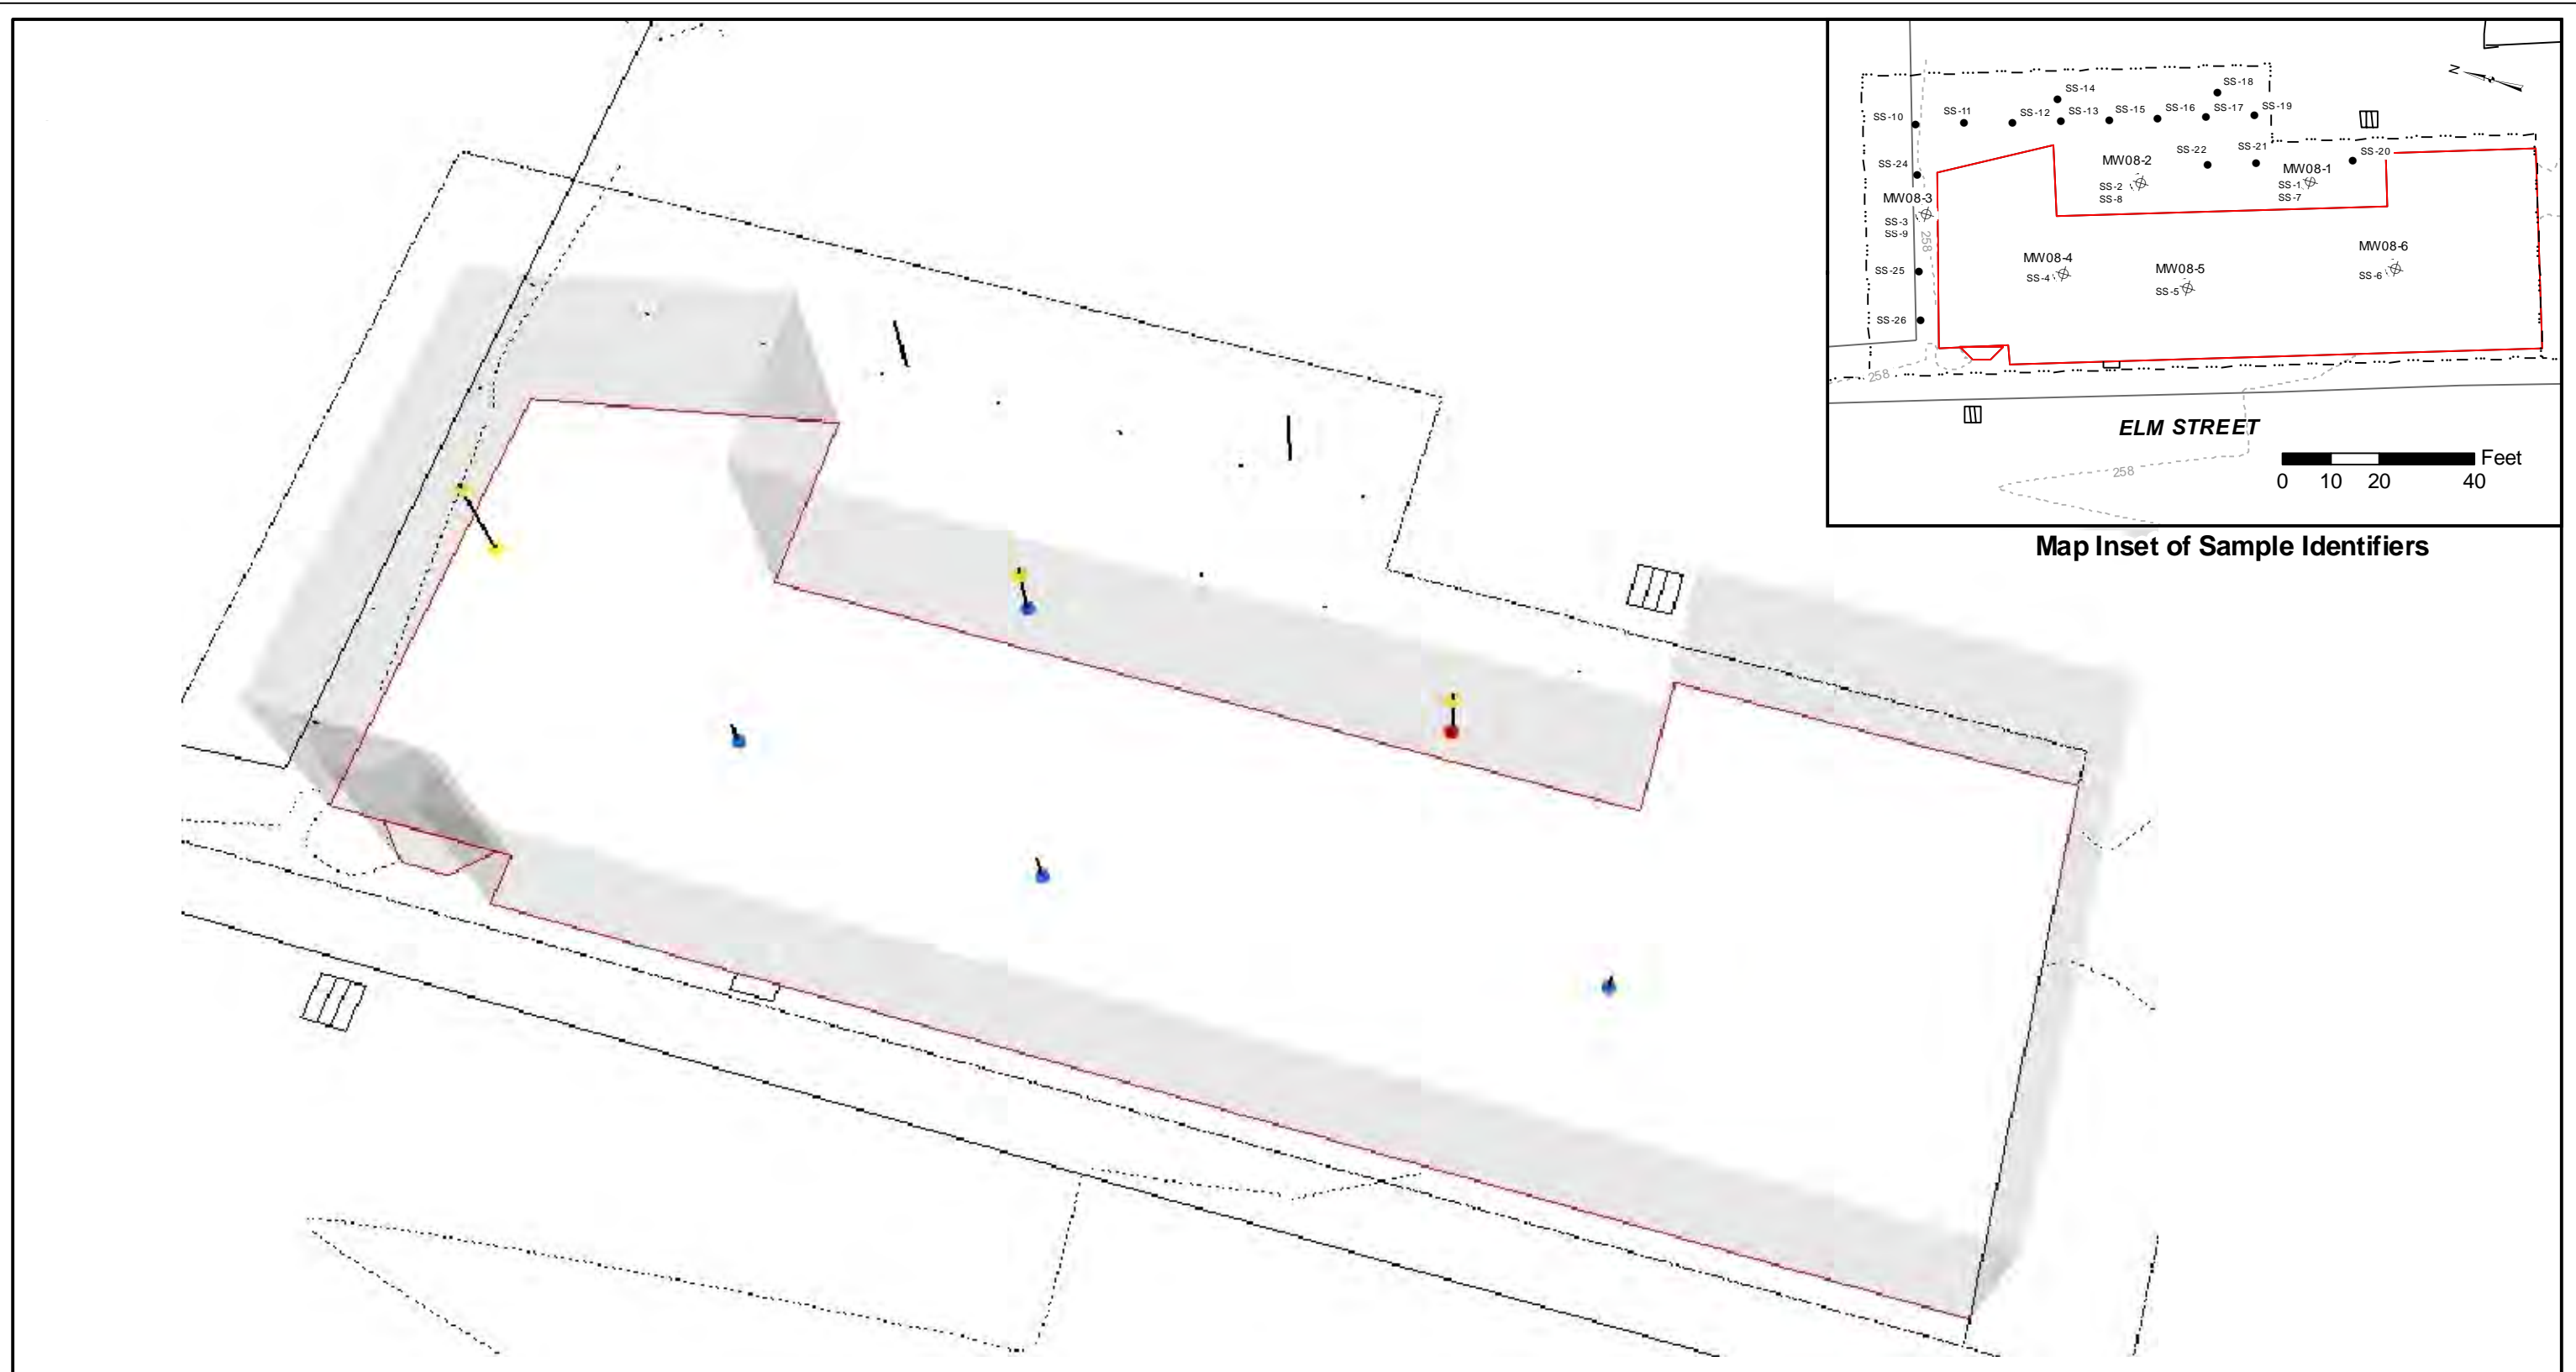 N
SS-18
SS-14
SS-10
SS-11
SS-12
SS-13
SS-15
SS-16
SS-17
SS-19
SS-24
MW08-2
SS-22
SS-21
SS-20
MW08-1
SS-2
SS-8
SS-1
SS-7
MW08-3
SS-3
SS-9
258
MW08-4
SS-4
MW08-5
SS-5
MW08-6
SS-6
SS-25
SS-26
258
ELM STREET
258
Feet
0 10 20 40
Map Inset of Sample Identifiers